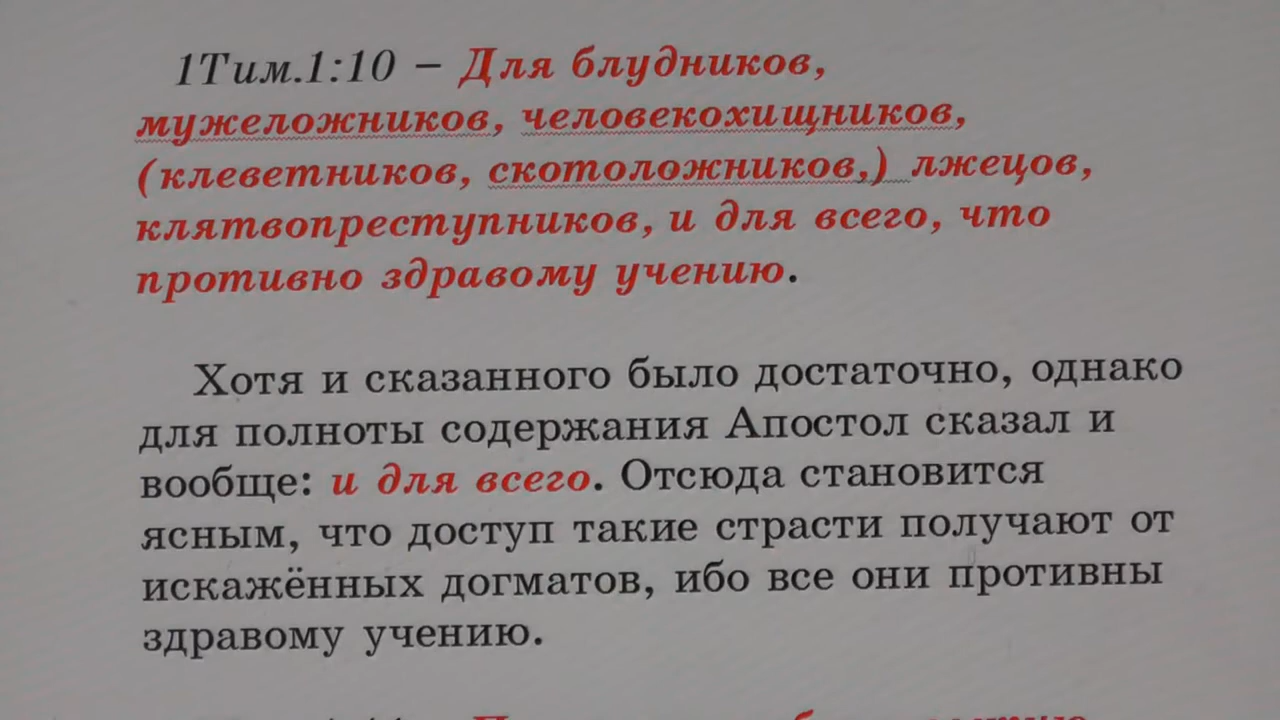 1Тим.1:10 – Для блудников,
мужеложников, человекохищников,
(клеветников, скотоложников,) лжецов,
клятвопреступников, и для всего, что
противно здравому учению.
Хотя и сказанного было достаточно, однако
для полноты содержания Апостол сказал и
вообще: и для всего. Отсюда становится
ясным, что доступ такие страсти получают от
искажённых догматов, ибо все они противны
здравому учению.